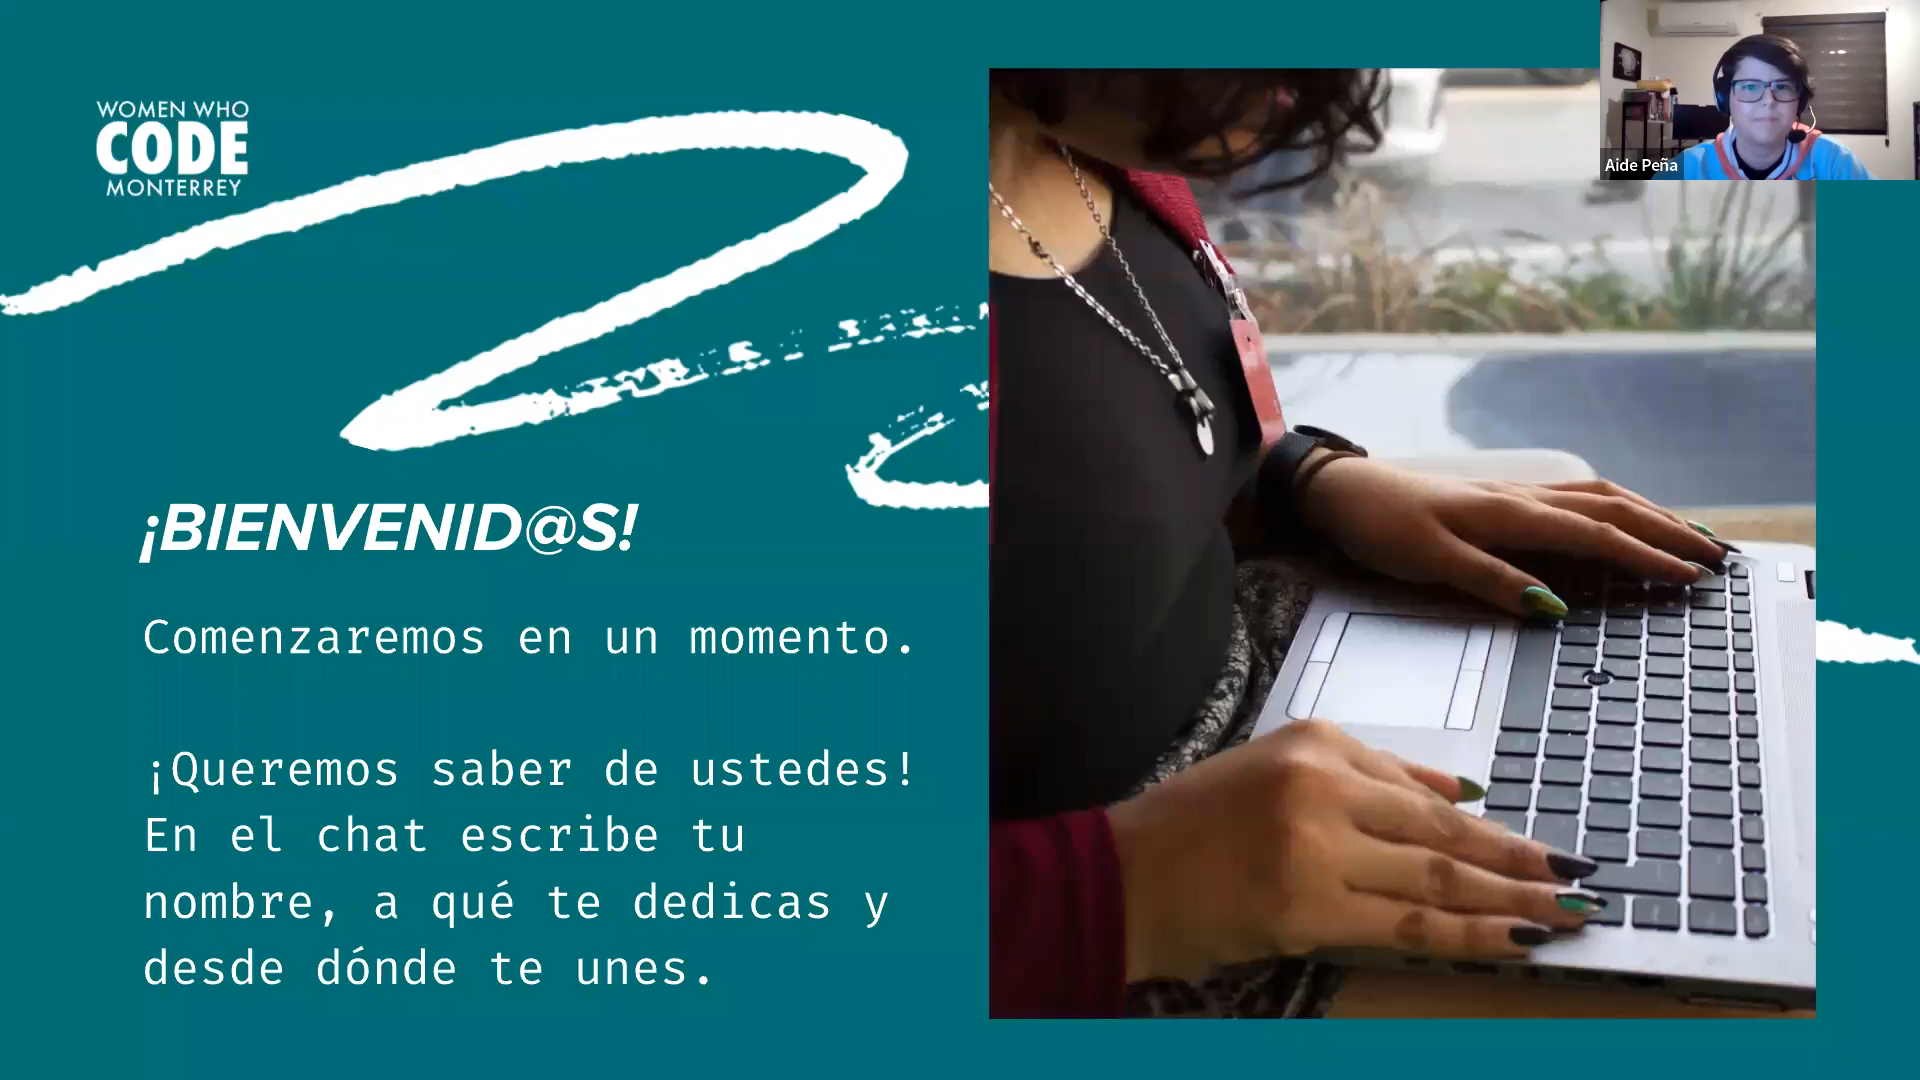 WOMEN WHO
CODE
MONTERREY
Aide Peña
¡BIENVENID@S!
Comenzaremos en un momento.
¡Queremos saber de ustedes!
En el chat escribe tu
nombre, a qué te dedicas y
desde dónde te unes.